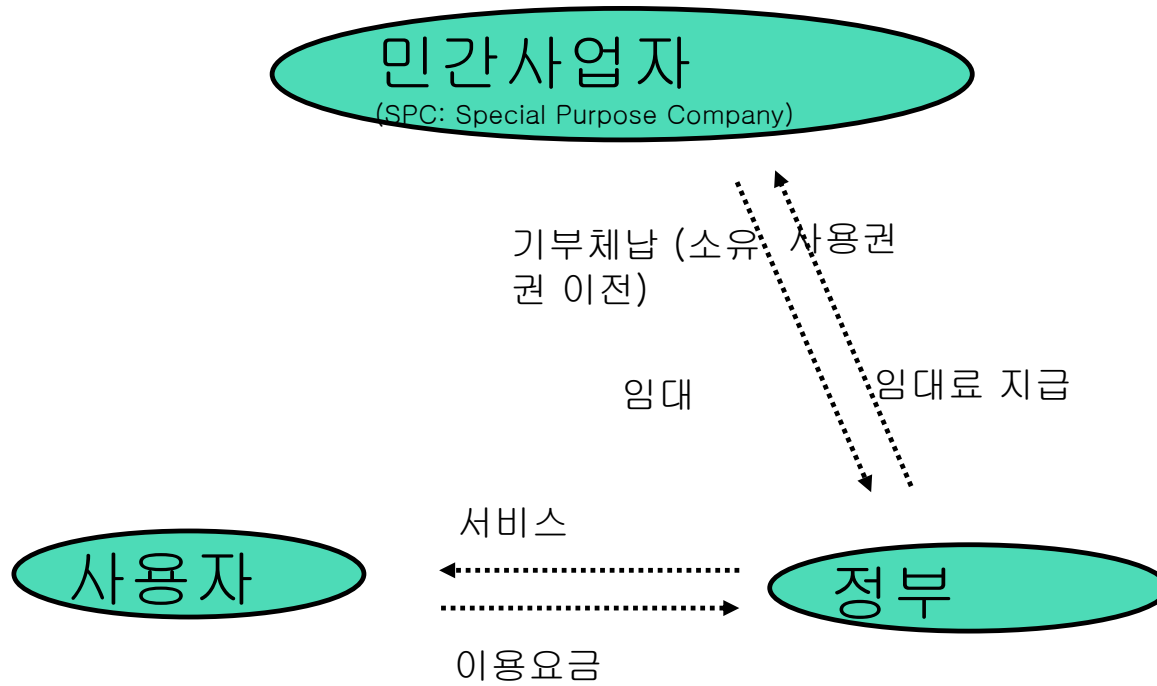 민간사업자
(SPC: Special Purpose Company)
기부체납 (소유
권 이전)
사용권
임대
임대료 지급
서비스
사용자
정부
이용요금